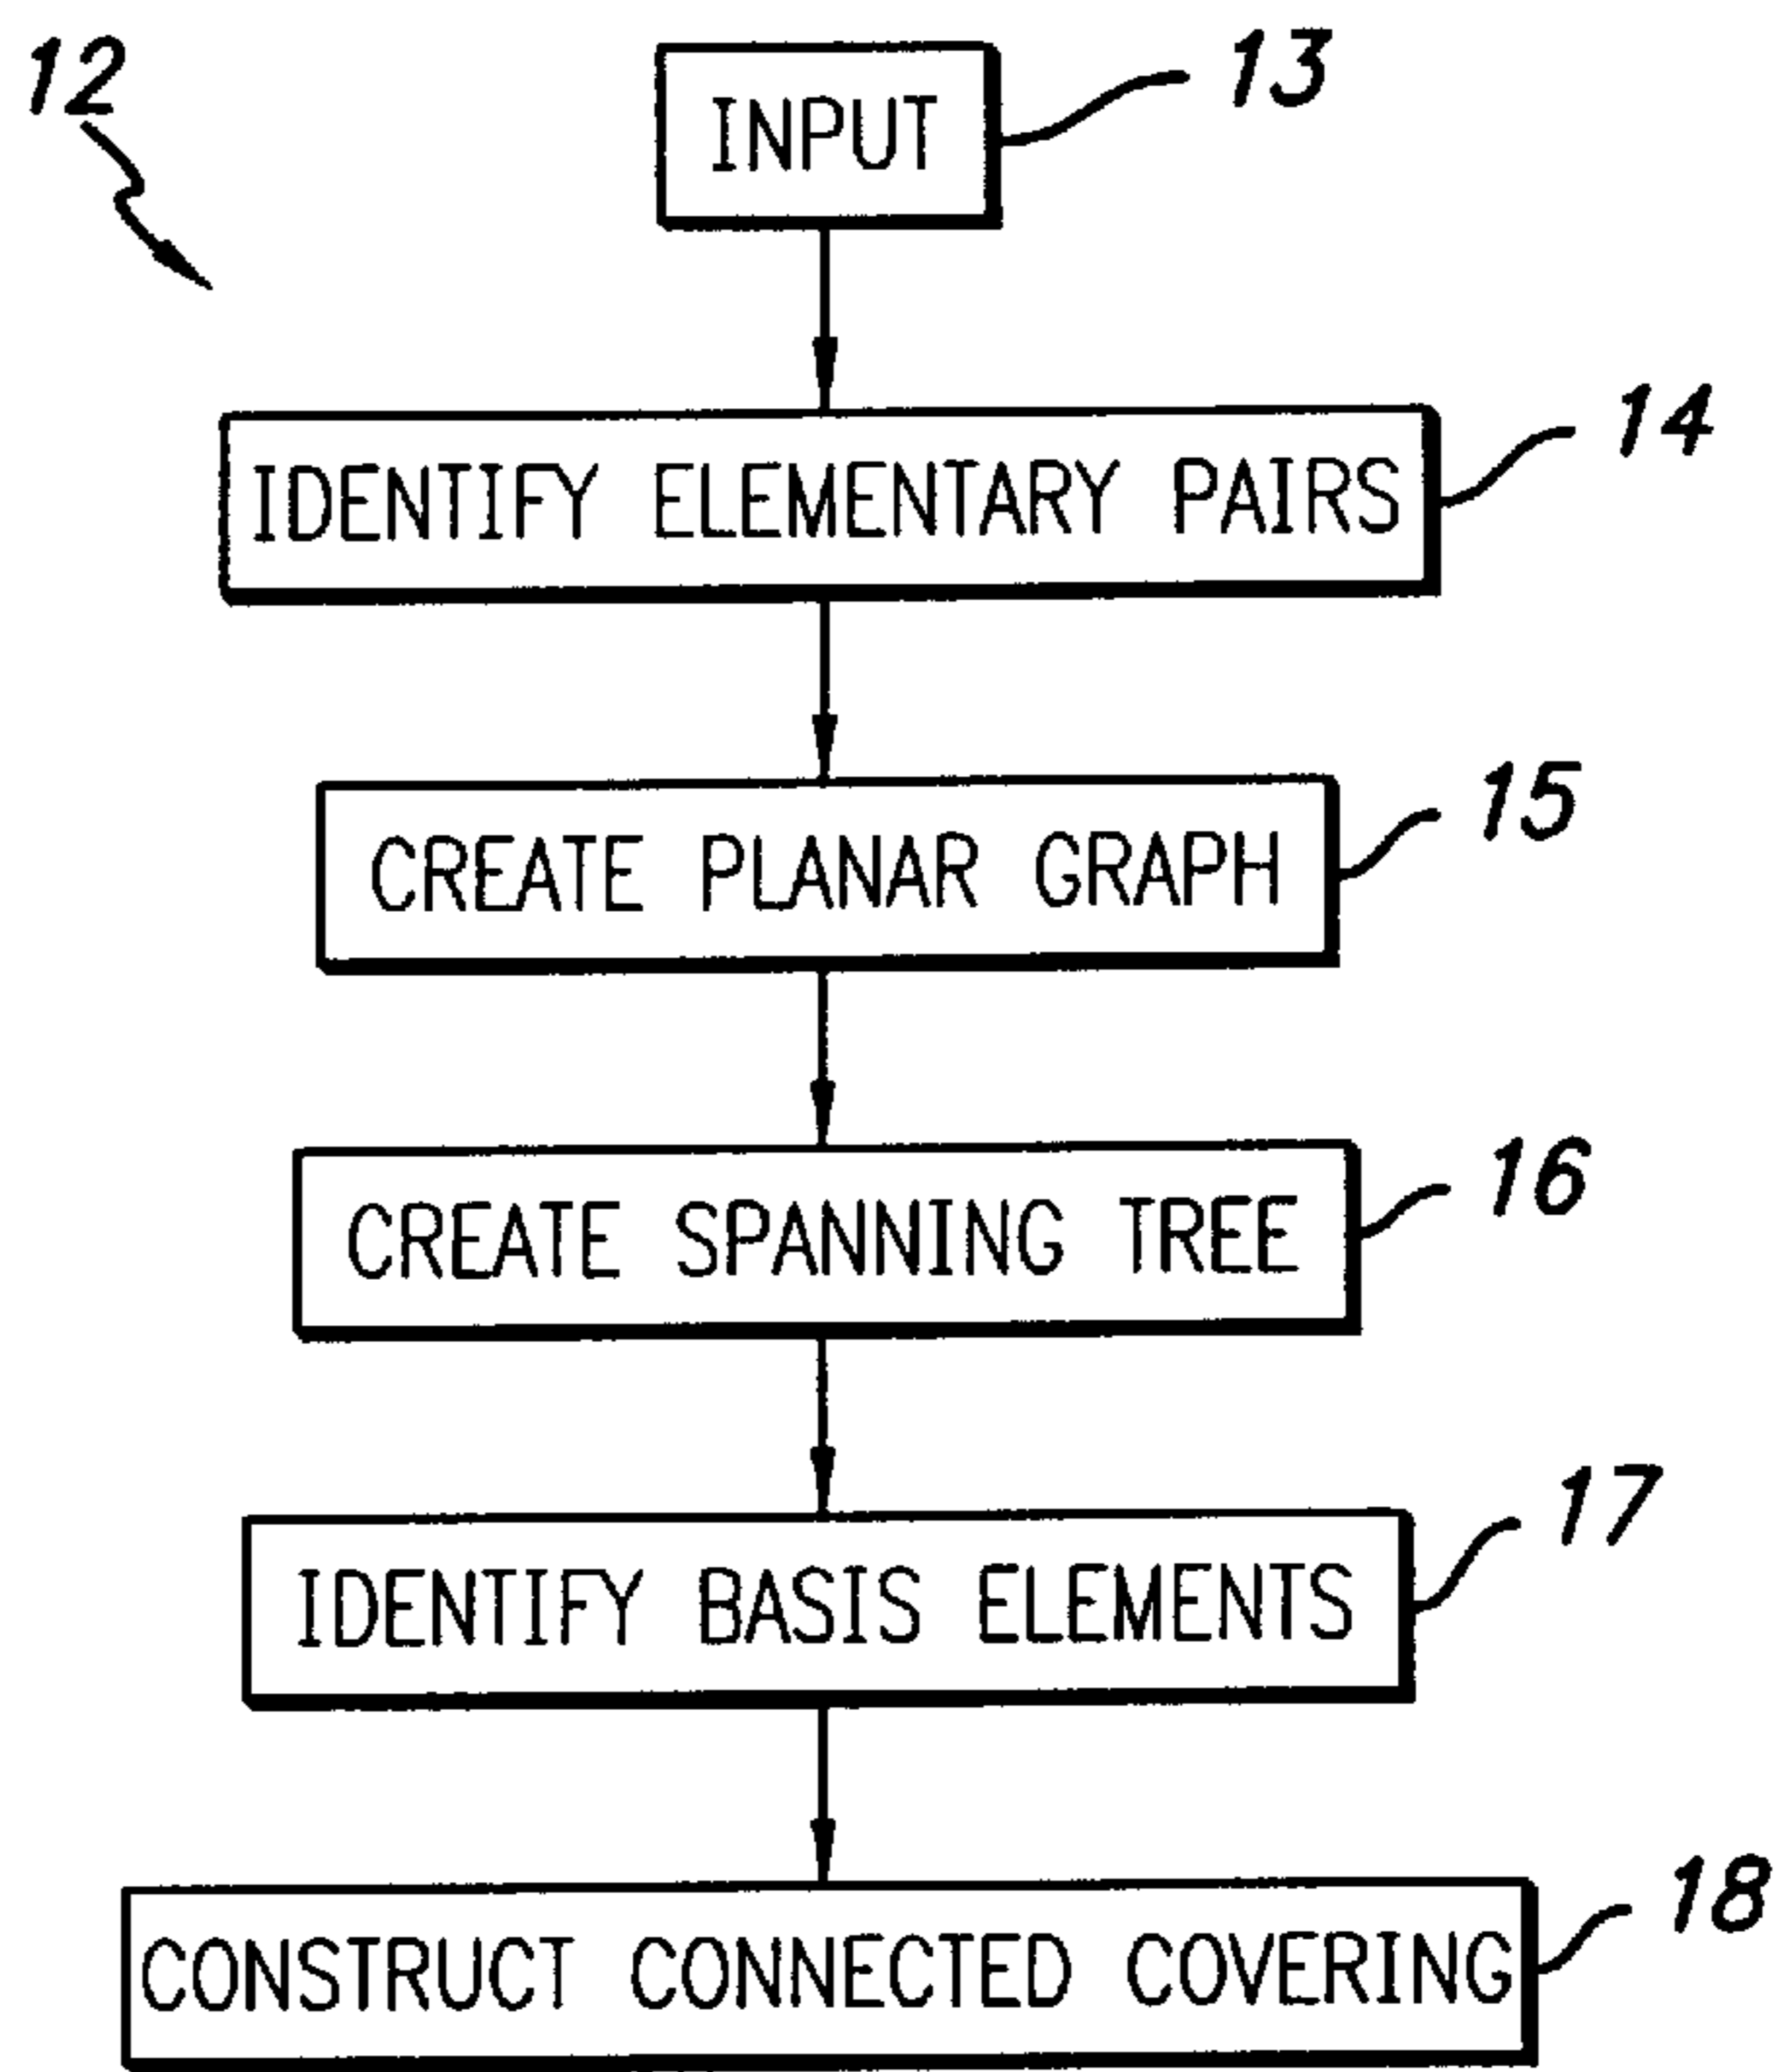 12
INPUT 13
IDENTIFY ELEMENTARY PAIRS 14
CREATE PLANAR GRAPH 15
CREATE SPANNING TREE 16
IDENTIFY BASIS ELEMENTS 17
CONSTRUCT CONNECTED COVERING 18